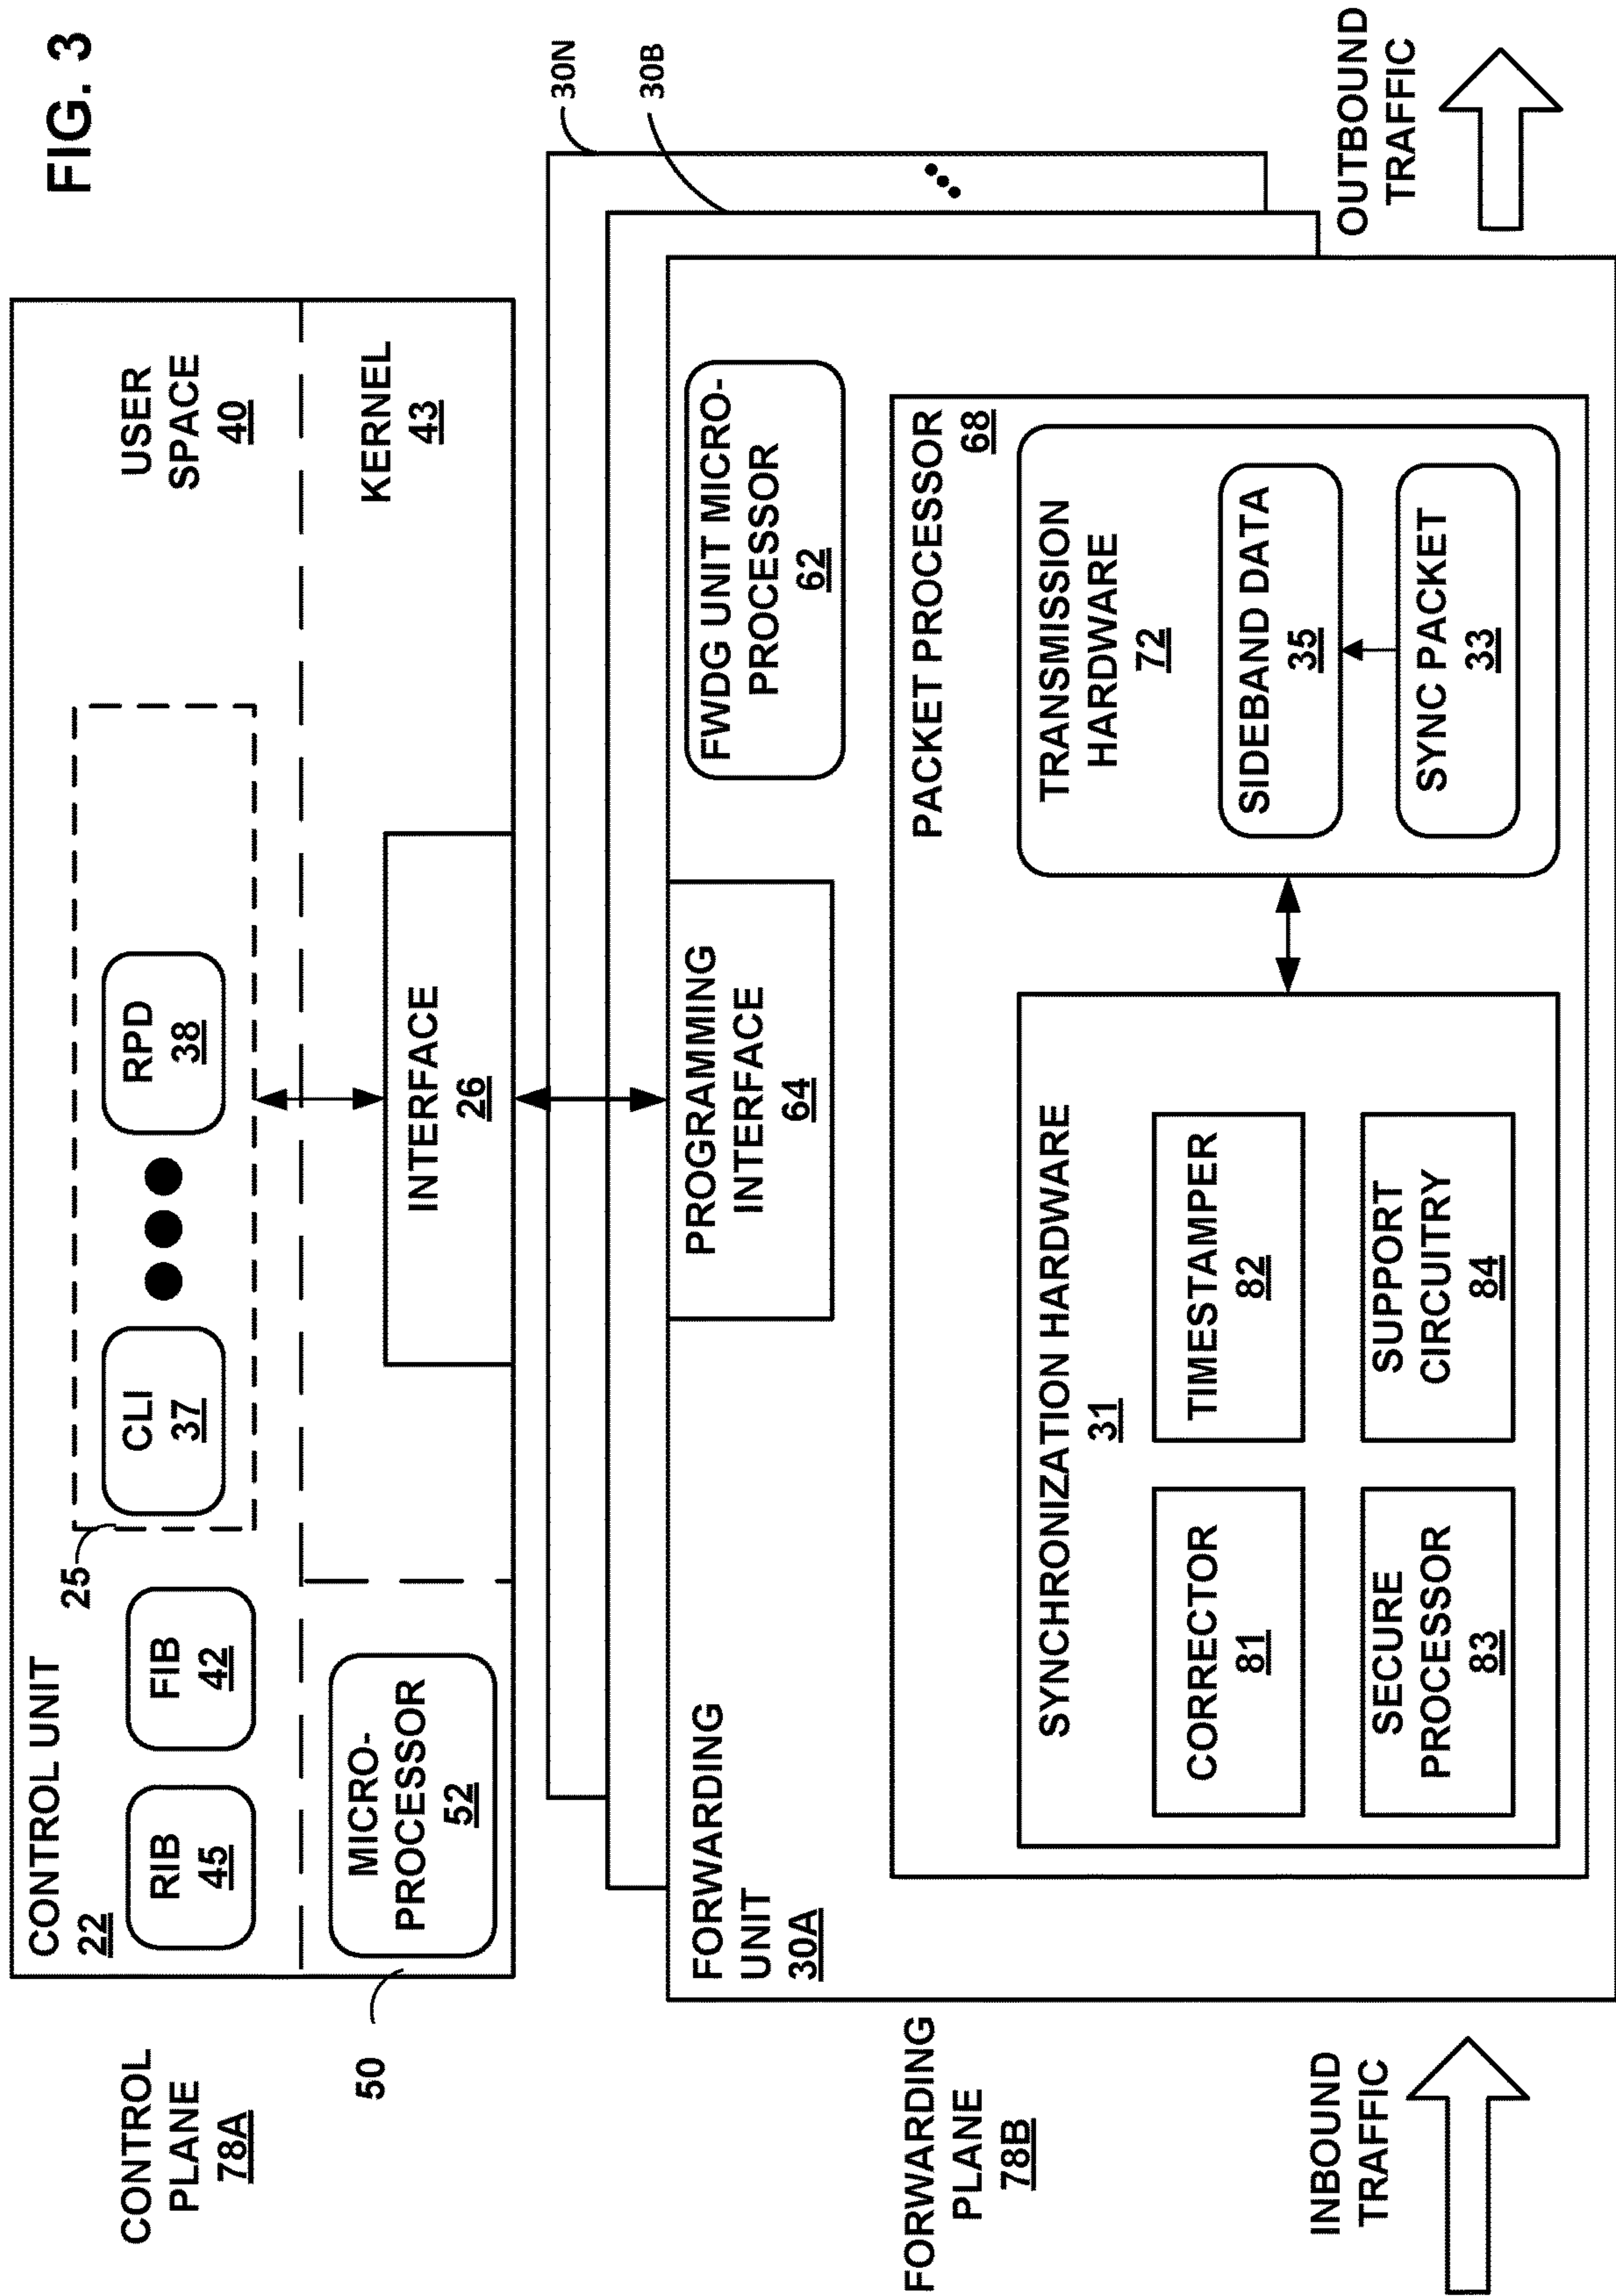 FIG. 3
CONTROL
PLANE
78A
CONTROL UNIT
22
RIB
45
FIB
42
25
CLI
37
RPD
38
USER
SPACE
40
50
MICRO-
PROCESSOR
52
INTERFACE
26
KERNEL
43
30N
30B
FORWARDING
PLANE
78B
FORWARDING
UNIT
30A
PROGRAMMING
INTERFACE
64
FWDG UNIT MICRO-
PROCESSOR
62
PACKET PROCESSOR
68
SYNCHRONIZATION HARDWARE
31
CORRECTOR
81
TIMESTAMPER
82
SECURE
PROCESSOR
83
SUPPORT
CIRCUITRY
84
TRANSMISSION
HARDWARE
72
SIDEBAND DATA
35
SYNC PACKET
33
INBOUND
TRAFFIC
OUTBOUND
TRAFFIC